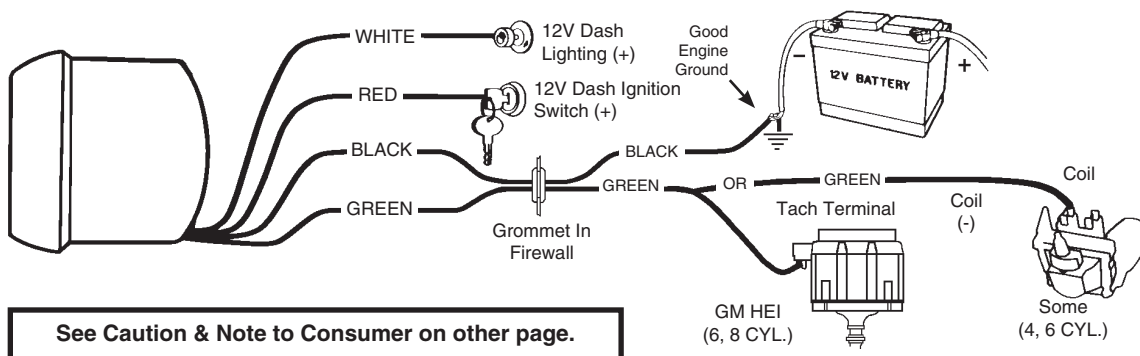 WHITE
12V Dash
Lighting (+)
RED
12V Dash Ignition
Switch (+)
BLACK
GREEN
Grommet In
Firewall
BLACK
GREEN
Good
Engine
Ground
–
+
12V BATTERY
OR
GREEN
Tach Terminal
Coil
(-)
Coil
GM HEI
(6, 8 CYL.)
Some
(4, 6 CYL.)
See Caution & Note to Consumer on other page.